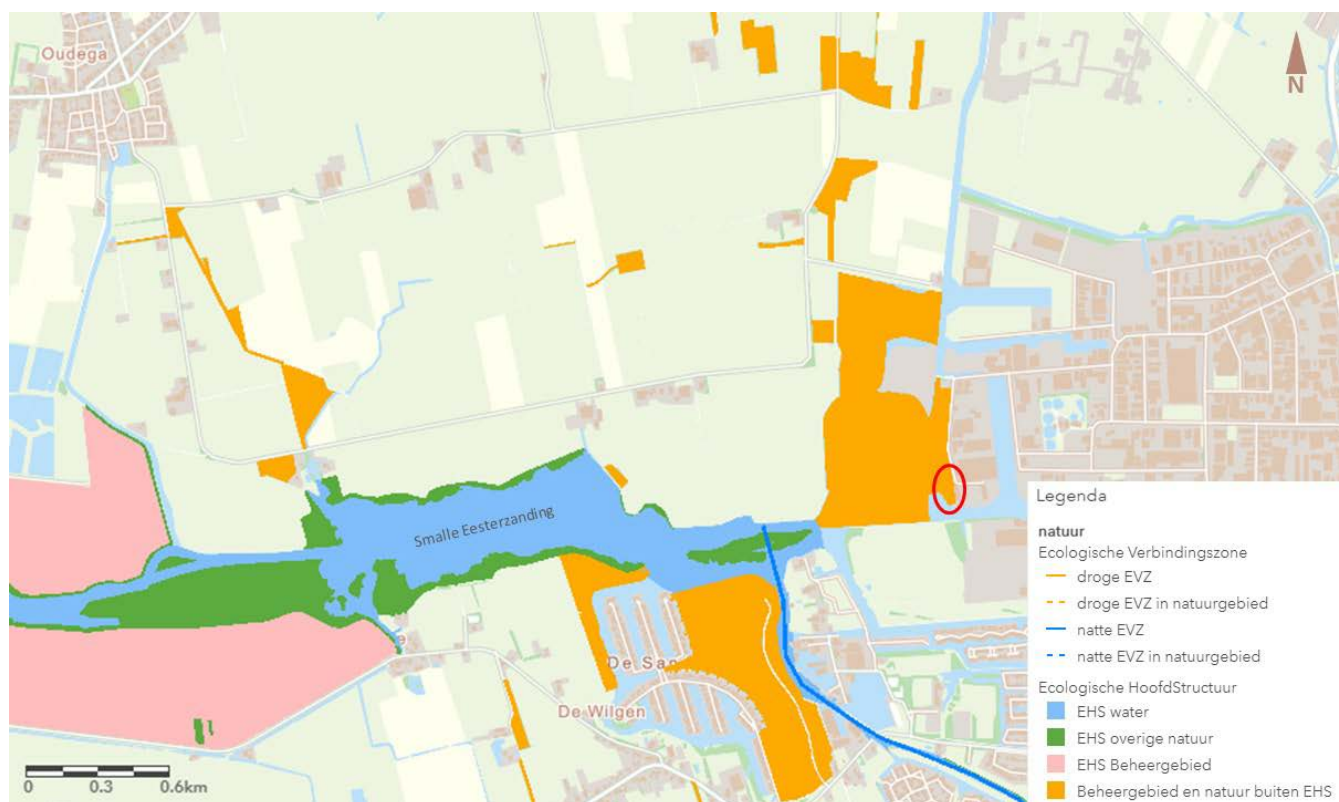 Oudega
N
Smalle Eesterzanding
De San
De Wilgen
0 0.3 0.6km
Legenda
natuur
Ecologische Verbindingszone
droge EVZ
droge EVZ in natuurgebied
natte EVZ
natte EVZ in natuurgebied
Ecologische HoofdStructuur
EHS water
EHS overige natuur
EHS Beheergebied
Beheergebied en natuur buiten EHS